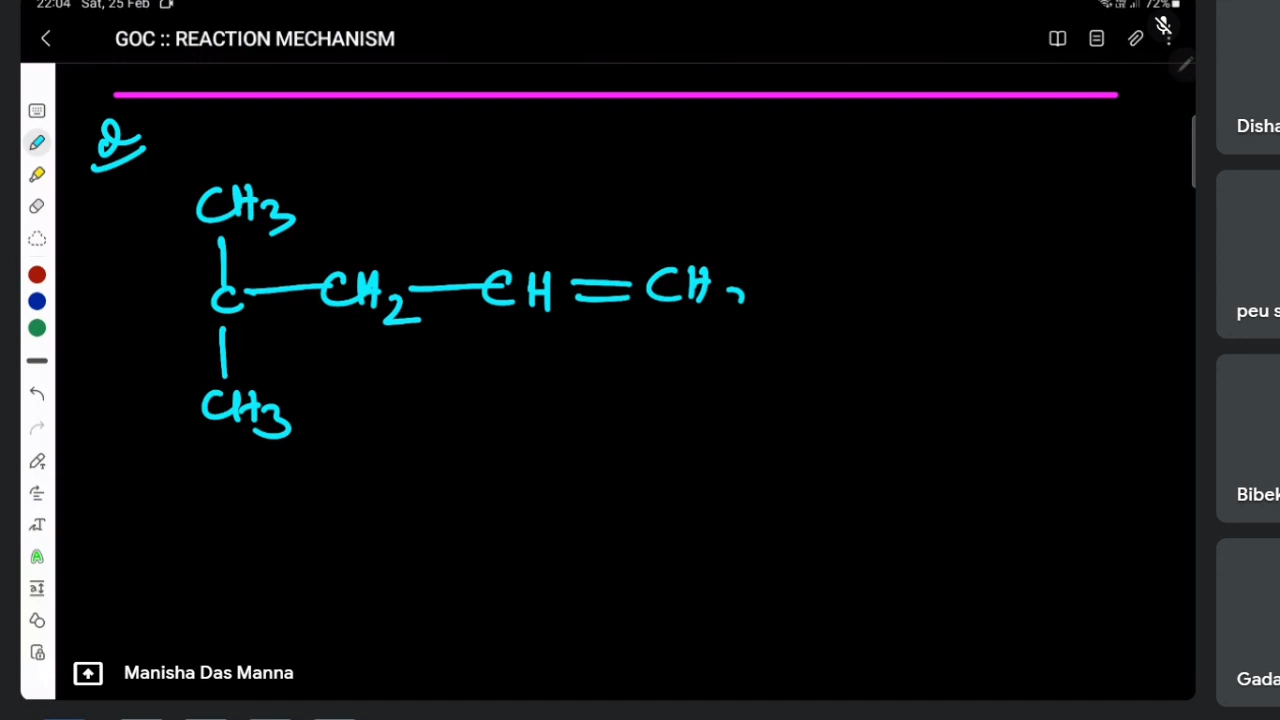 22:04 Sat, 25 Feb 72%
GOC :: REACTION MECHANISM
Q
CH3
C—CH2—CH=CH2
CH3
Manisha Das Manna
Disha
peu s
Bibek
Gada